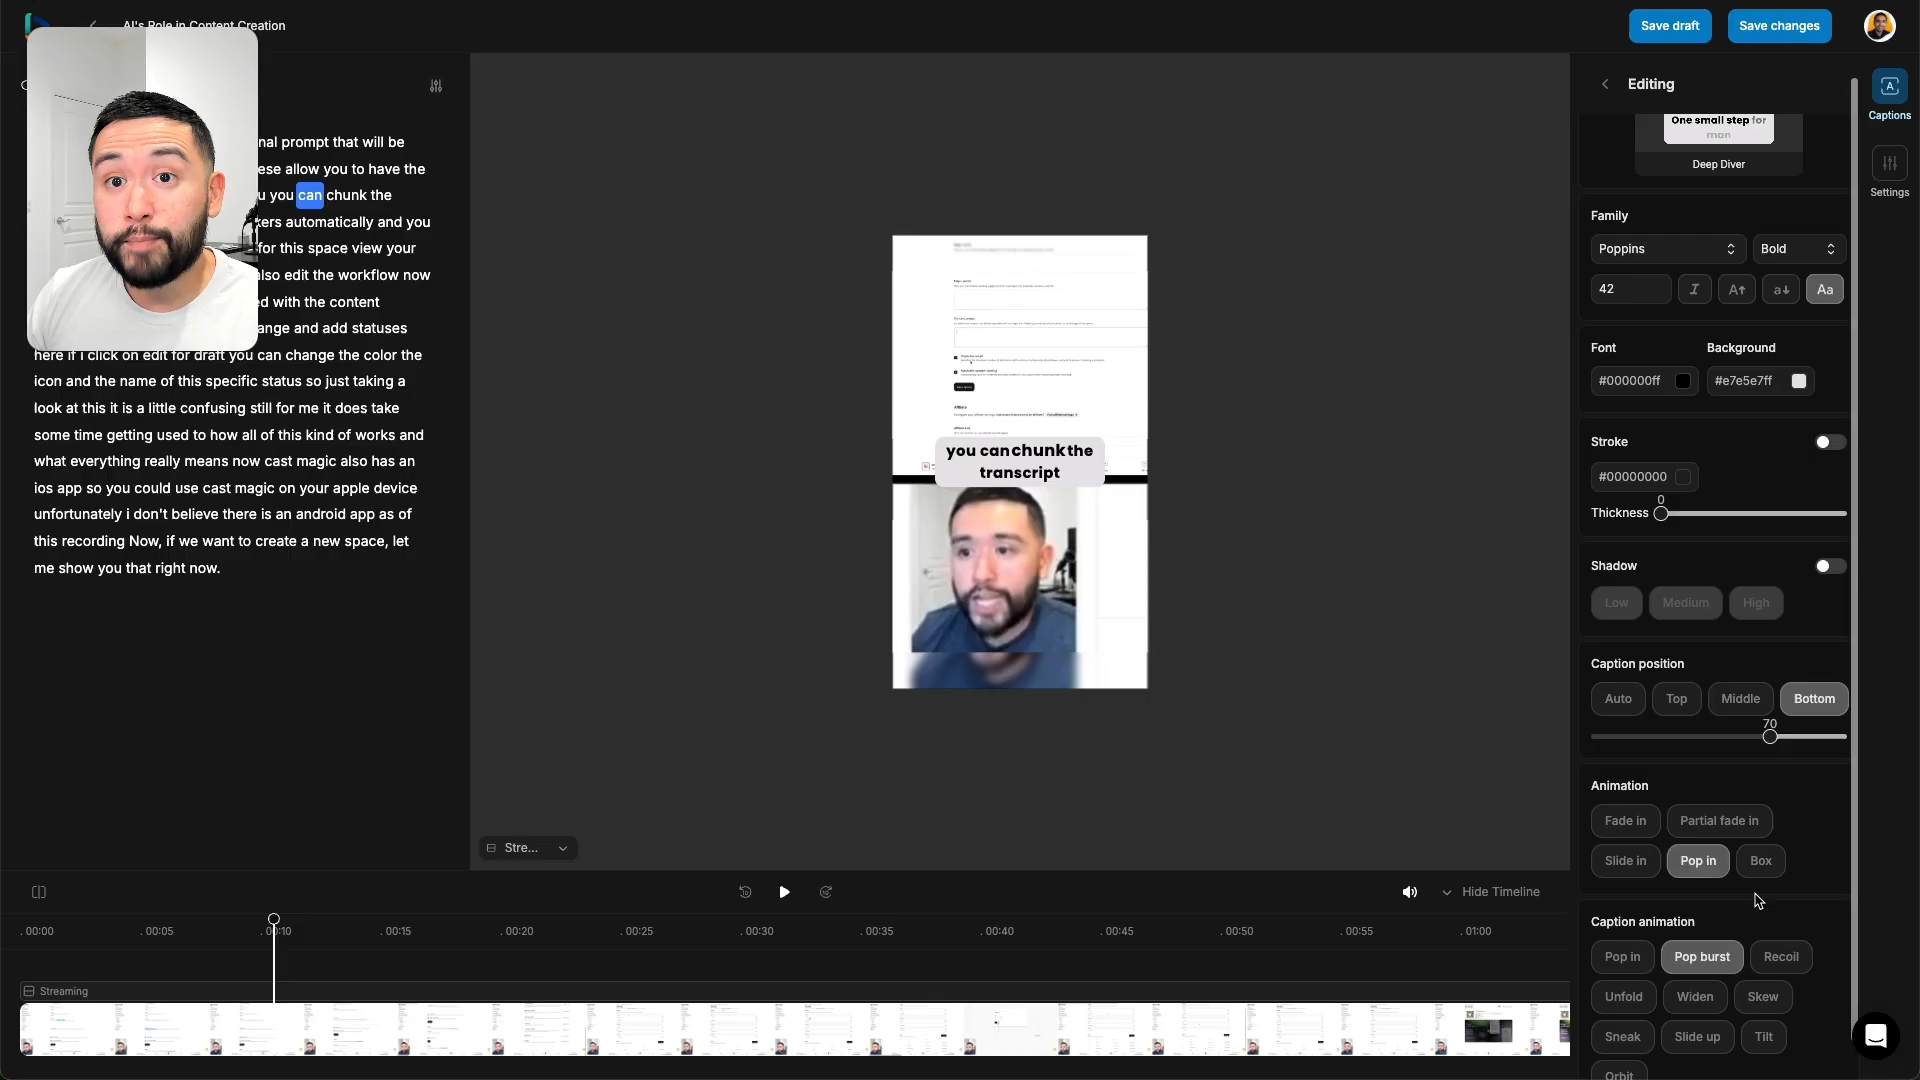 AI's Role in Content Creation
Save draft
Save changes
nal prompt that will be
ese allow you to have the
u you can chunk the
kers automatically and you
for this space view your
also edit the workflow now
ed with the content
ange and add statuses
here if i click on edit for draft you can change the color the
icon and the name of this specific status so just taking a
look at this it is a little confusing still for me it does take
some time getting used to how all of this kind of works and
what everything really means now cast magic also has an
ios app so you could use cast magic on your apple device
unfortunately i don't believe there is an android app as of
this recording Now, if we want to create a new space, let
me show you that right now.
you can chunk the
transcript
Stre...
Editing
One small step for
man
Deep Diver
Captions
Settings
Family
Poppins
Bold
42
I
A↑
a↓
Aa
Font
Background
#000000ff
#e7e5e7ff
Stroke
#00000000
0
Thickness
Shadow
Low
Medium
High
Caption position
Auto
Top
Middle
Bottom
70
Animation
Fade in
Partial fade in
Slide in
Pop in
Box
Caption animation
Pop in
Pop burst
Recoil
Unfold
Widen
Skew
Sneak
Slide up
Tilt
Orbit
Hide Timeline
. 00:00
. 00:05
. 00:10
. 00:15
. 00:20
. 00:25
. 00:30
. 00:35
. 00:40
. 00:45
. 00:50
. 00:55
. 01:00
Streaming